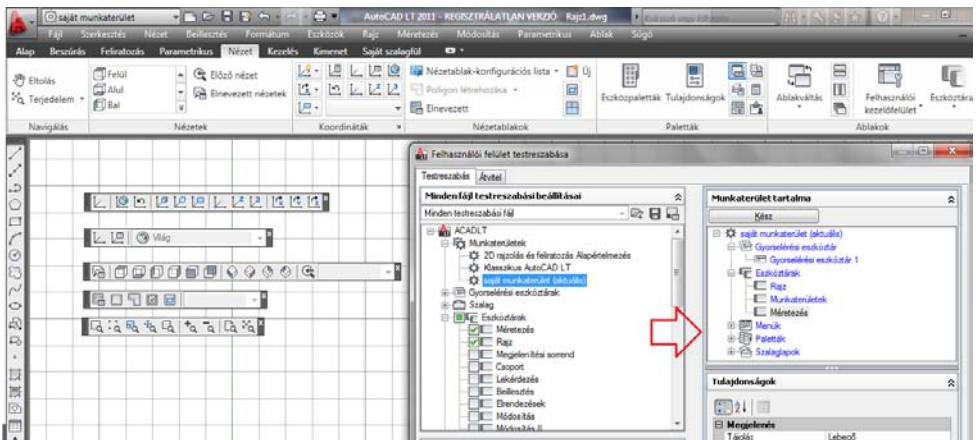 saját munkaterület
AutoCAD LT 2011 - REGISZTRÁLATLAN VERZIÓ Rajz1.dwg
Fájl Szerkesztés Nézet Beillesztés Formátum Eszközök Rajz Méretezés Módosítás Parametrikus Ablak Súgó
Alap Beszúrás Feliratozás Parametrikus Nézet Kezelés Kimenet Saját szalagfül
Eltolás
Terjedelem
Navigálás
Felül
Alul
Bal
Előző nézet
Elnevezett nézetek
Nézetek
Koordináták
Nézetablak-konfigurációs lista
Új
Poligon létrehozása
Elnevezett
Nézetablakok
Eszközpaletták Tulajdonságok
Paletták
Ablakváltás
Felhasználói
kezelőfelület
Eszköztára
Ablakok
Világ
Felhasználói felület testreszabása
Testreszabás Átvitel
Minden fájl testreszabási beállításai
Minden testreszabási fájl
ACADLT
Munkaterületek
2D rajzolás és feliratozás Alapértelmezés
Klasszikus AutoCAD LT
saját munkaterület (aktuális)
Gyorselérési eszköztárak
Szalag
Eszköztárak
Méretezés
Rajz
Megjelenítési sorrend
Csoport
Lekérdezés
Beillesztés
Elrendezések
Módosítás
Módosítás II
Munkaterület tartalma
Kész
saját munkaterület (aktuális)
Gyorselérési eszköztár
Gyorselérési eszköztár 1
Eszköztárak
Rajz
Munkaterületek
Méretezés
Menük
Paletták
Szalaglapok
Tulajdonságok
Megjelenés
Tájolás Lebegő